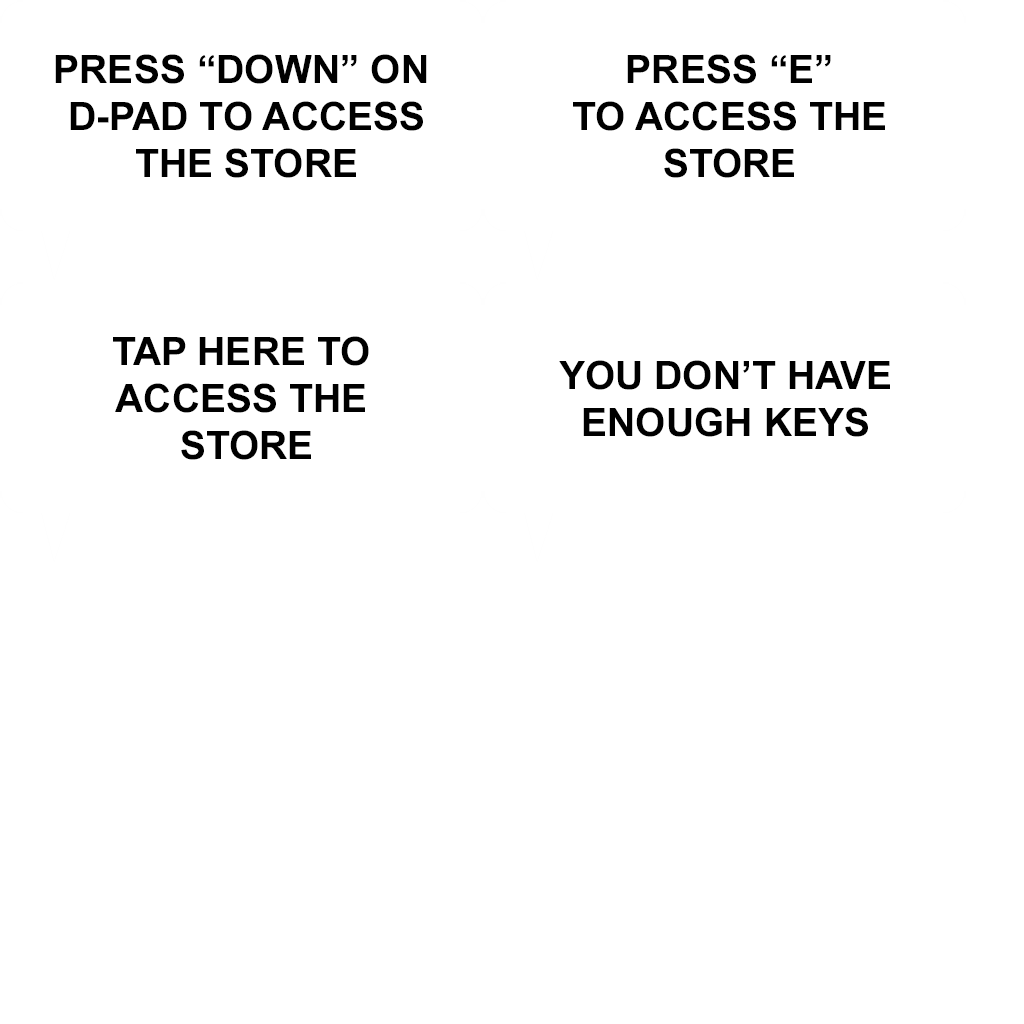 PRESS “DOWN” ON
D-PAD TO ACCESS
THE STORE
PRESS “E”
TO ACCESS THE
STORE
TAP HERE TO
ACCESS THE
STORE
YOU DON’T HAVE
ENOUGH KEYS